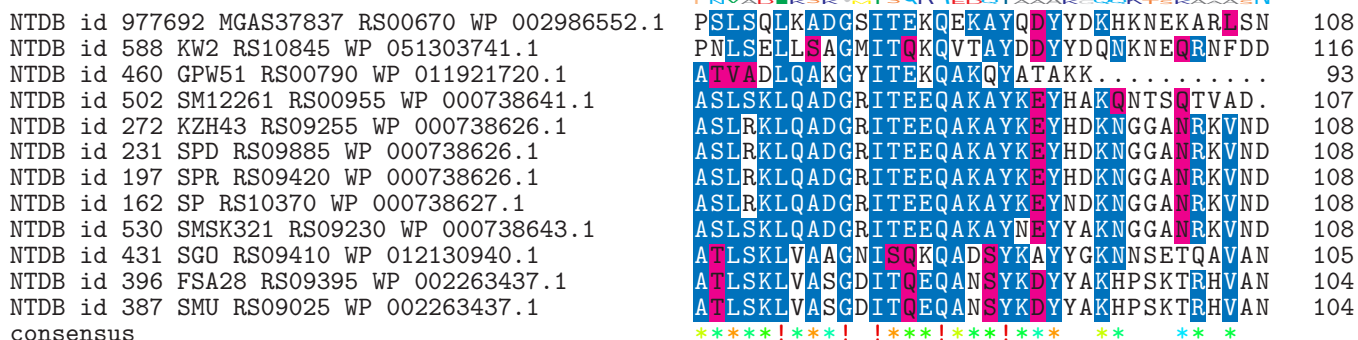 NTDB id 977692 MGAS37837 RS00670 WP 002986552.1 PSLSQLKADGSITEKQEKAYQDYYDKHKNEKARLSN 108
NTDB id 588 KW2 RS10845 WP 051303741.1 PNLSELLSAGMITQKQVTAYDDYYDQNKNEQRNFDD 116
NTDB id 460 GPW51 RS00790 WP 011921720.1 ATVADLQAKGYITEKQAKQYATAKK........... 93
NTDB id 502 SM12261 RS00955 WP 000738641.1 ASLSKLQADGRITEEQAKAYKEYHAKQNTSQTVAD. 107
NTDB id 272 KZH43 RS09255 WP 000738626.1 ASLRKLQADGRITEEQAKAYKEYHDKNGGANRKVND 108
NTDB id 231 SPD RS09885 WP 000738626.1 ASLRKLQADGRITEEQAKAYKEYHDKNGGANRKVND 108
NTDB id 197 SPR RS09420 WP 000738626.1 ASLRKLQADGRITEEQAKAYKEYHDKNGGANRKVND 108
NTDB id 162 SP RS10370 WP 000738627.1 ASLRKLQADGRITEEQAKAYKEYNDKNGGANRKVND 108
NTDB id 530 SMSK321 RS09230 WP 000738643.1 ASLSKLQADGRITEEQAKAYNEYYAKNGGANRKVND 108
NTDB id 431 SGO RS09410 WP 012130940.1 ATLSKLVAAGNISQKQADSYKAYYGKNNSETQAVAN 105
NTDB id 396 FSA28 RS09395 WP 002263437.1 ATLSKLVASGDITQEQANSYKDYYAKHPSKTRHVAN 104
NTDB id 387 SMU RS09025 WP 002263437.1 ATLSKLVASGDITQEQANSYKDYYAKHPSKTRHVAN 104
consensus *****!***! !***!***!*** ** ** *